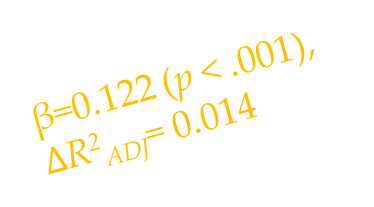 β=0.122 (p < .001),
ΔR² ADJ= 0.014